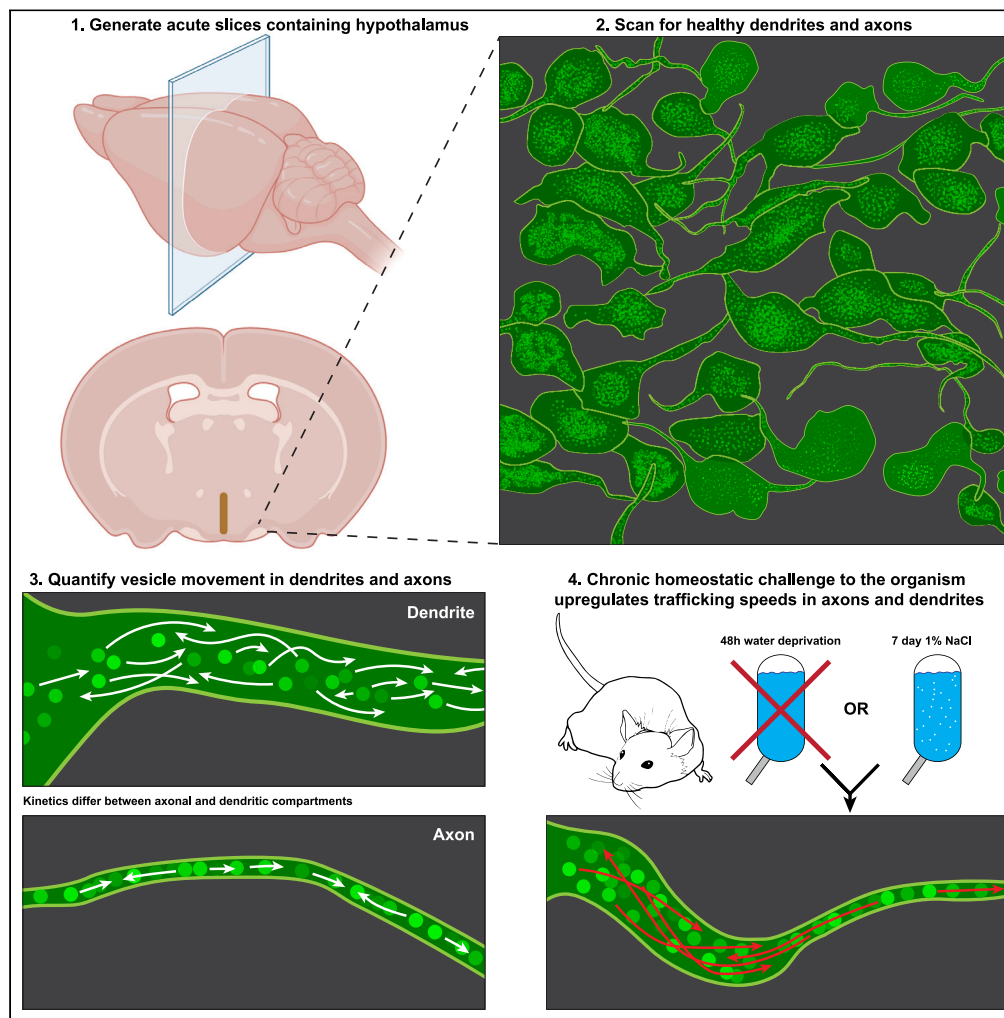 1. Generate acute slices containing hypothalamus
2. Scan for healthy dendrites and axons
3. Quantify vesicle movement in dendrites and axons
Dendrite
Kinetics differ between axonal and dendritic compartments
Axon
4. Chronic homeostatic challenge to the organism
upregulates trafficking speeds in axons and dendrites
48h water deprivation
7 day 1% NaCl
OR